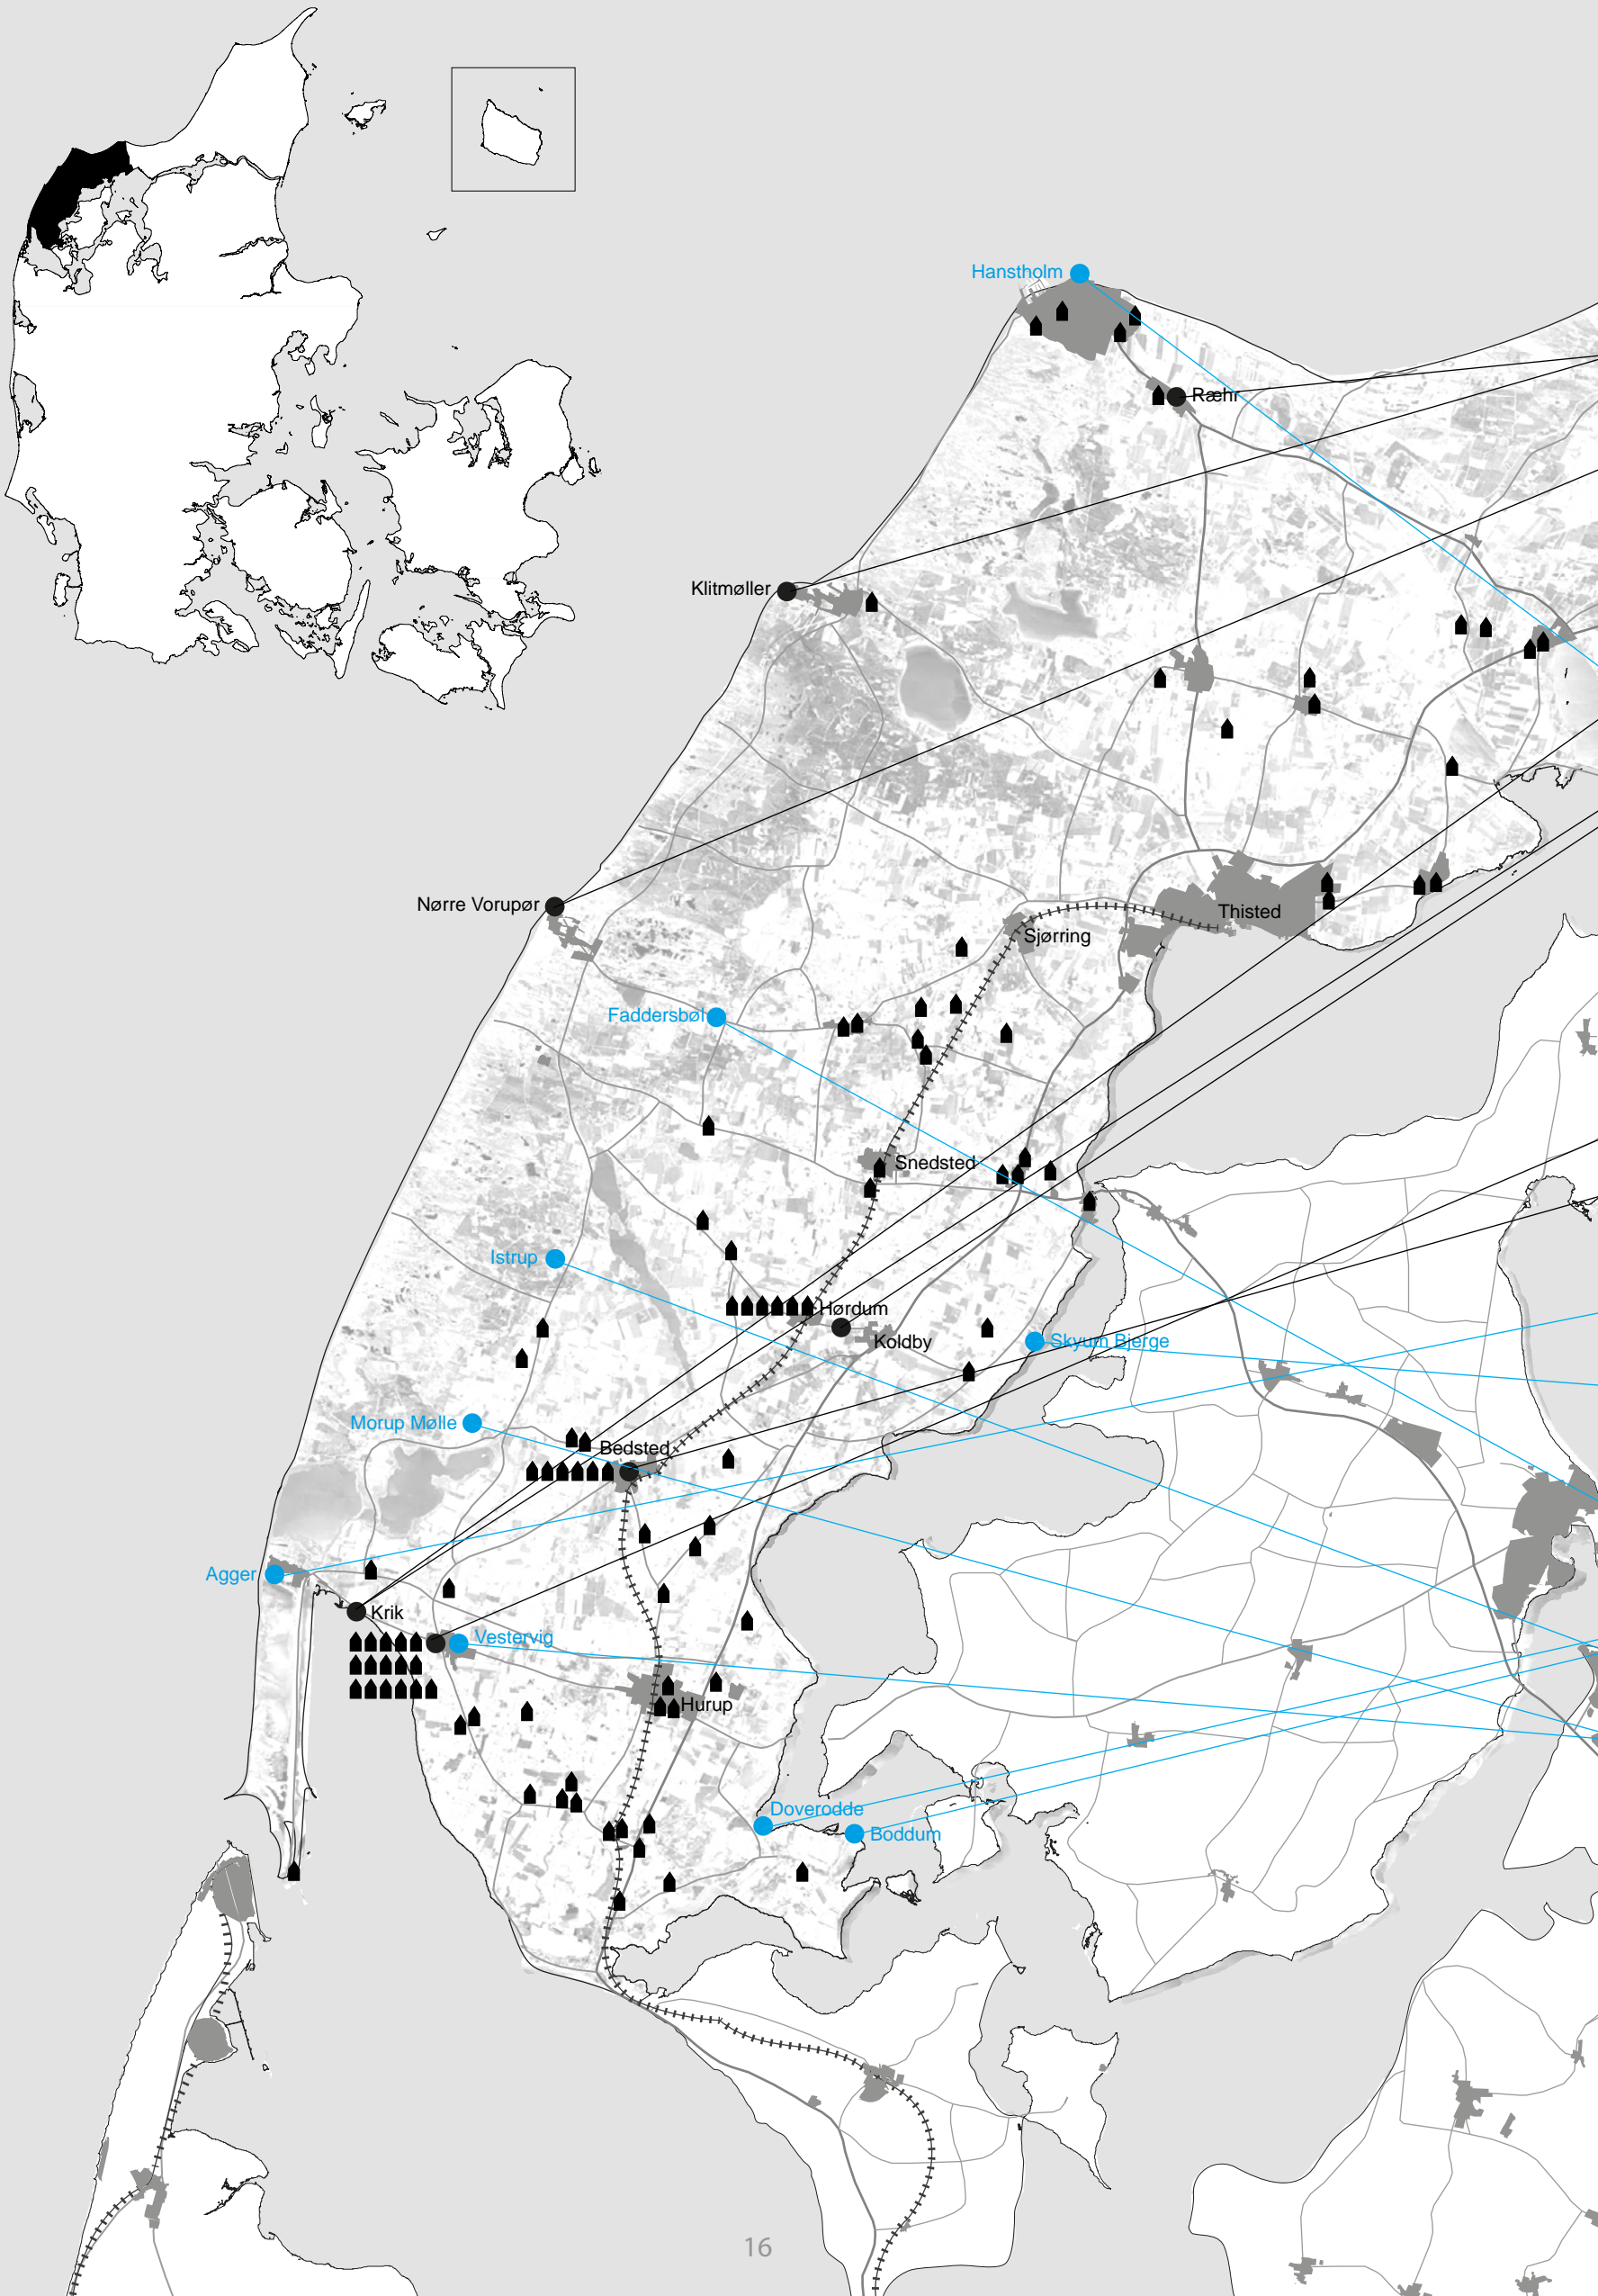 Hanstholm
Ræhr
Klitmøller
Nørre Vorupør
Thisted
Sjørring
Faddersbøl
Snedsted
Istrup
Hørdum
Koldby
Skyum Bjerge
Morup Mølle
Bedsted
Agger
Krik
Vestervig
Hurup
Doverodde
Boddum
16